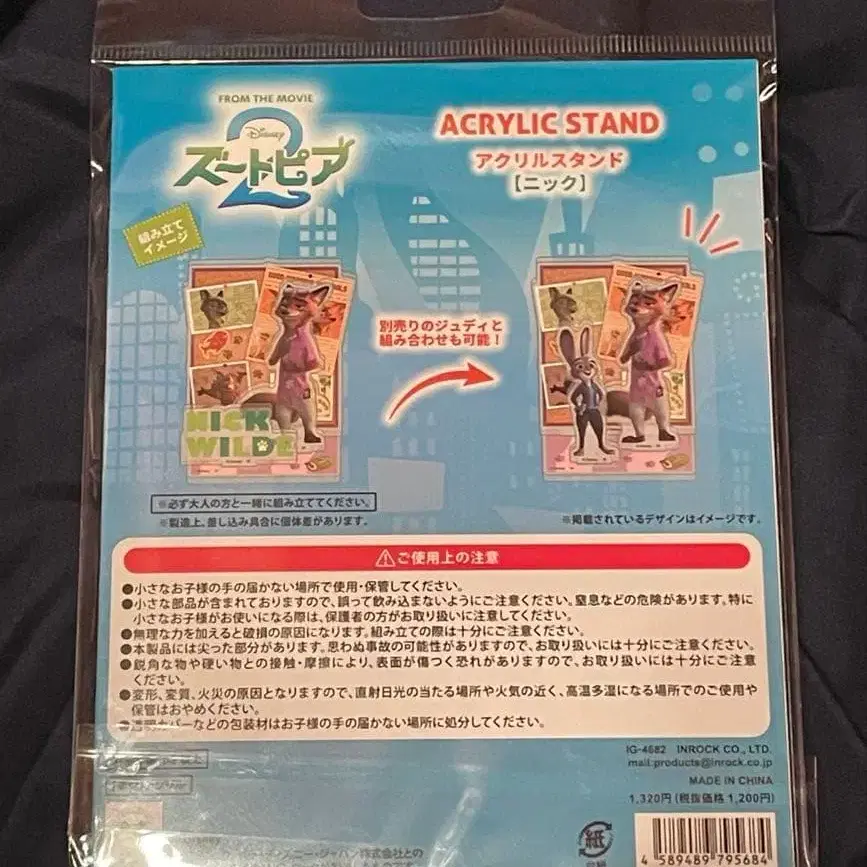 FROM THE MOVIE
Disney
ズートピア
2
ACRYLIC STAND
アクリルスタンド
【ニック】
組み立て
イメージ
別売りのジュディと
組み合わせも可能！
NICK
WILDE
※必ず大人の方と一緒に組み立ててください。
※製造上、差し込み具合に個体差があります。
※掲載されているデザインはイメージです。
⚠ご使用上の注意
●小さなお子様の手の届かない場所で使用・保管してください。
●小さな部品が含まれておりますので、誤って飲み込まないようにご注意ください。窒息などの危険があります。特に
小さなお子様がお使いになる際は、保護者の方がお取り扱いに注意してください。
●無理な力を加えると破損の原因になります。組み立ての際は十分にご注意ください。
●本製品には尖った部分があります。思わぬ事故の可能性がありますので、お取り扱いには十分にご注意ください。
●鋭角な物や硬い物との接触・摩擦により、表面が傷つく恐れがありますので、お取り扱いには十分にご注意
ください。
●変形、変質、火災の原因となりますので、直射日光の当たる場所や火気の近く、高温多湿になる場所でのご使用や
保管はおやめください。
●透明カバーなどの包装材はお子様の手の届かない場所に処分してください。
IG-4682 INROCK CO., LTD.
mail:products@inrock.co.jp
MADE IN CHINA
1,320円（税抜価格 1,200円）
紙
4 589489 795684